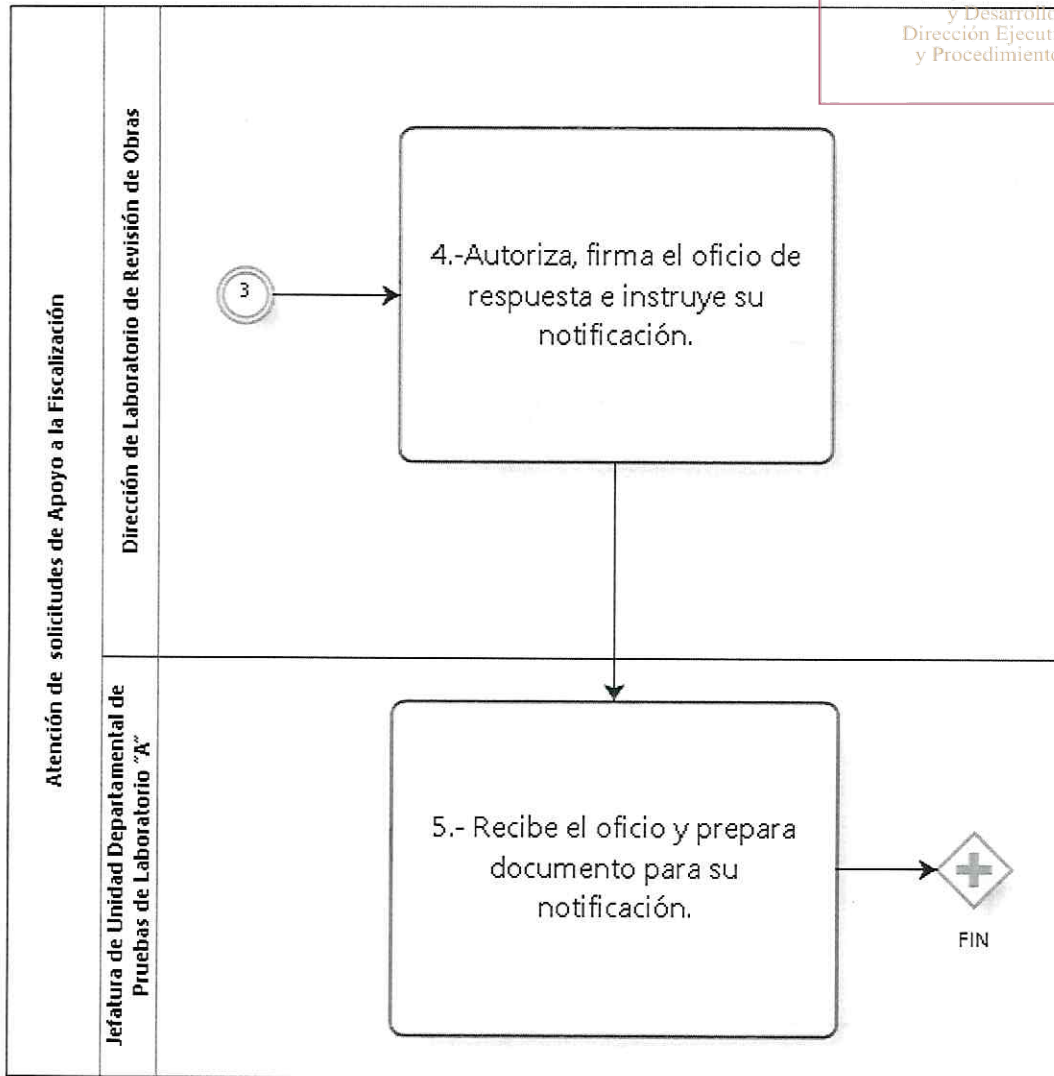 y Desarrollo
Dirección Ejecut
y Procedimiento
Atención de solicitudes de Apoyo a la Fiscalización
Dirección de Laboratorio de Revisión de Obras
3
4.-Autoriza, firma el oficio de
respuesta e instruye su
notificación.
Jefatura de Unidad Departamental de
Pruebas de Laboratorio "A"
5.- Recibe el oficio y prepara
documento para su
notificación.
FIN